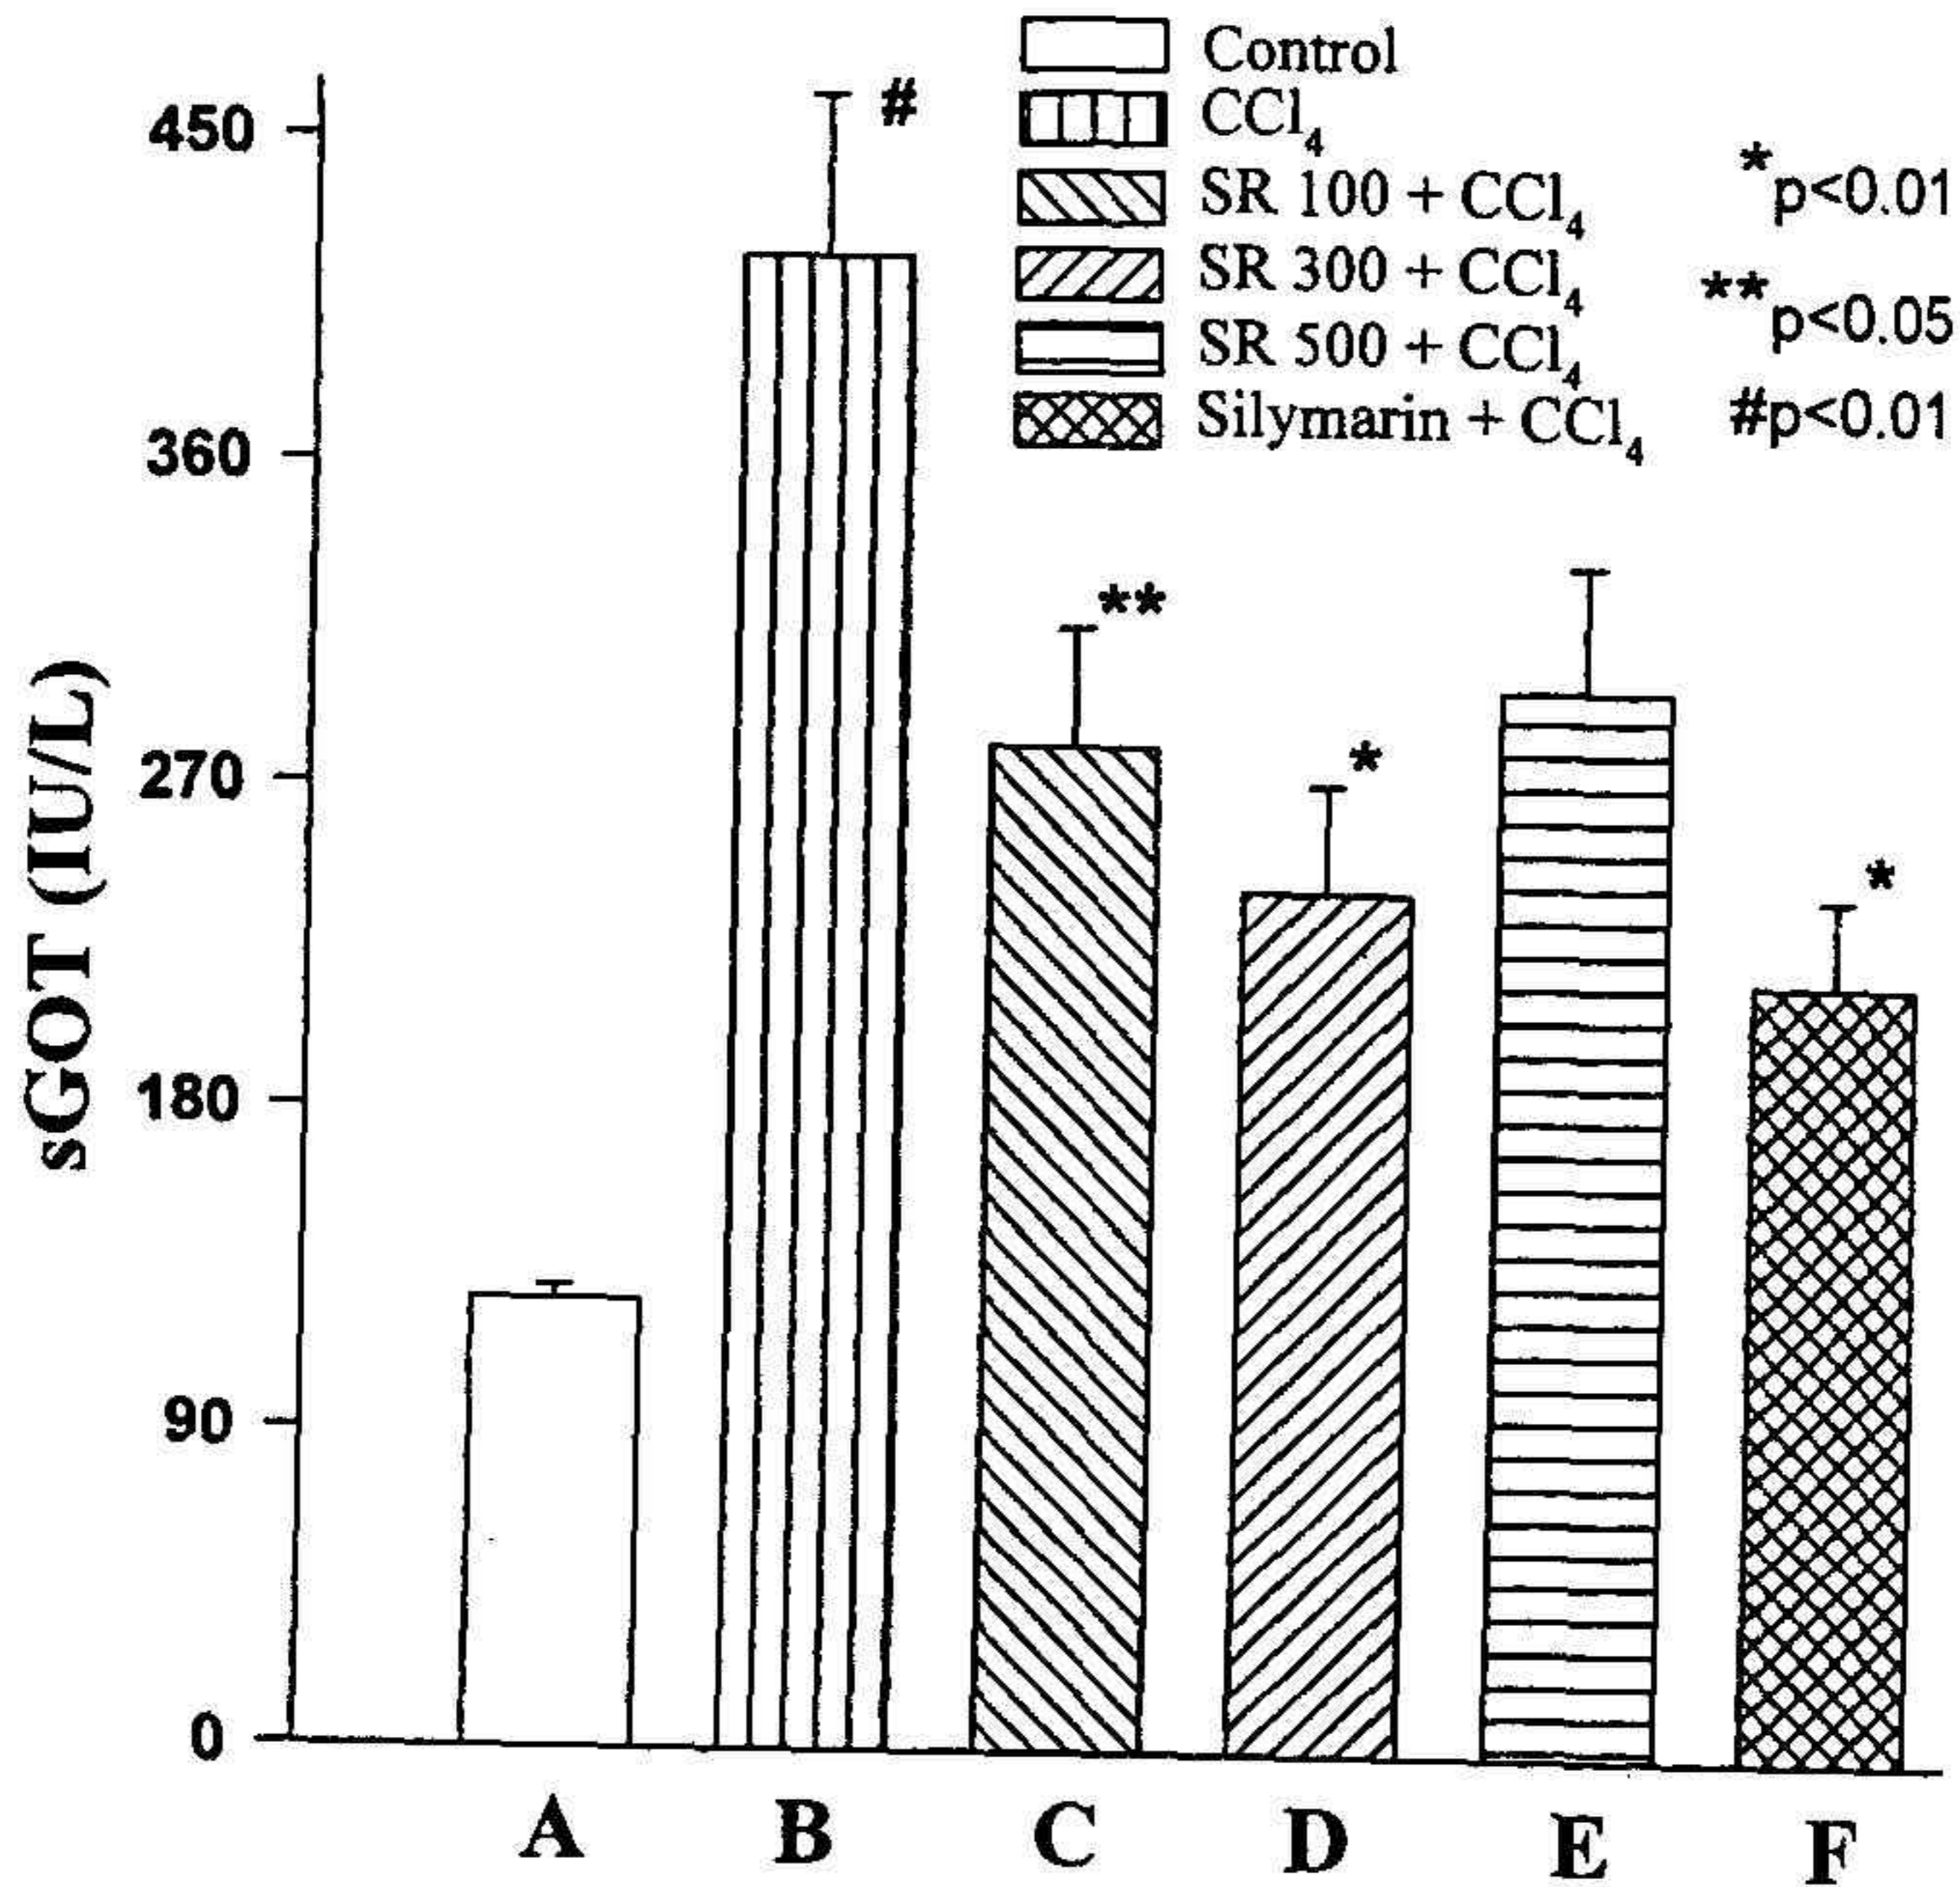 Control
CCl4
SR 100 + CCl4
SR 300 + CCl4
SR 500 + CCl4
Silymarin + CCl4
*p<0.01
**p<0.05
#p<0.01
sGOT (IU/L)
450
360
270
180
90
0
#
**
*
*
A B C D E F